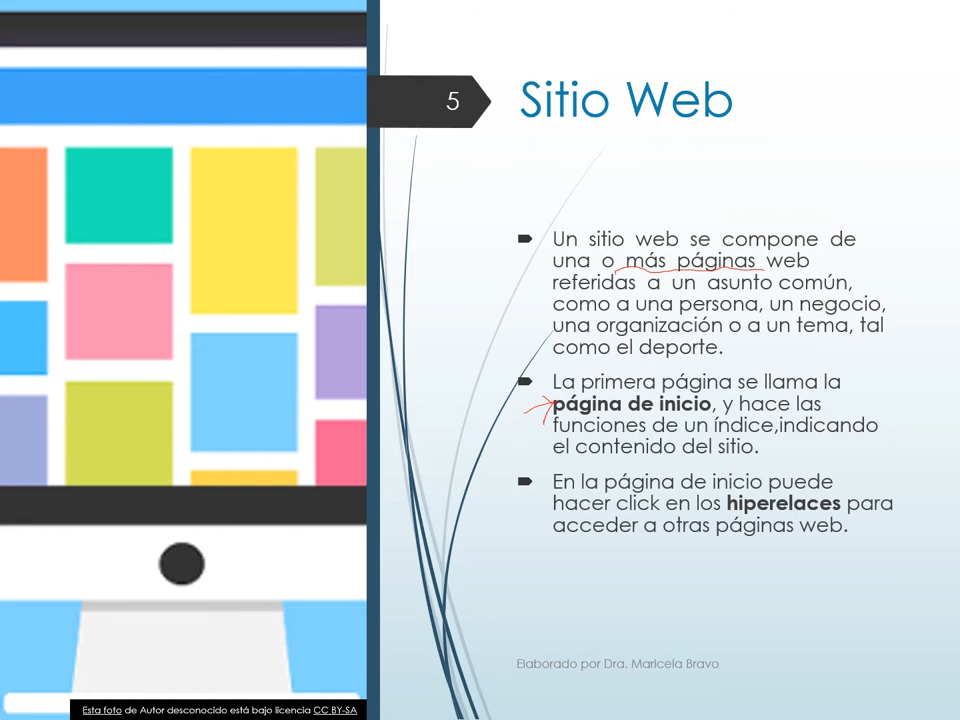 5
Sitio Web
Un sitio web se compone de
una o más páginas web
referidas a un asunto común,
como a una persona, un negocio,
una organización o a un tema, tal
como el deporte.
La primera página se llama la
página de inicio, y hace las
funciones de un índice,indicando
el contenido del sitio.
En la página de inicio puede
hacer click en los hiperelaces para
acceder a otras páginas web.
Elaborado por Dra. Maricela Bravo
Esta foto de Autor desconocido está bajo licencia CC BY-SA